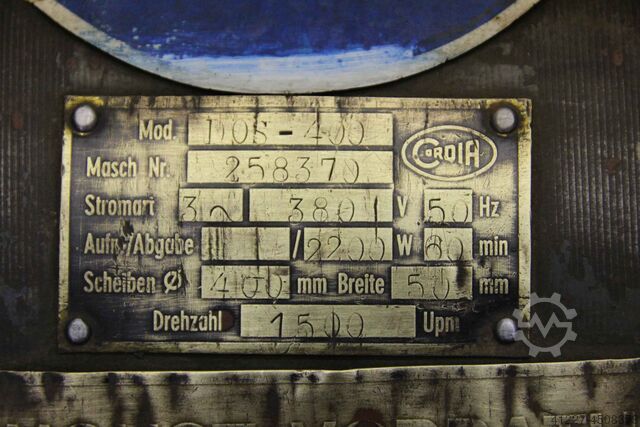 Mod. DOS-400
CORDIA
Masch Nr. 258370
Stromart 3~ 380 V 50 Hz
Aufn./Abgabe / 2200 W 60 min
Scheiben Ø 400 mm Breite 50 mm
Drehzahl 1500 Upm